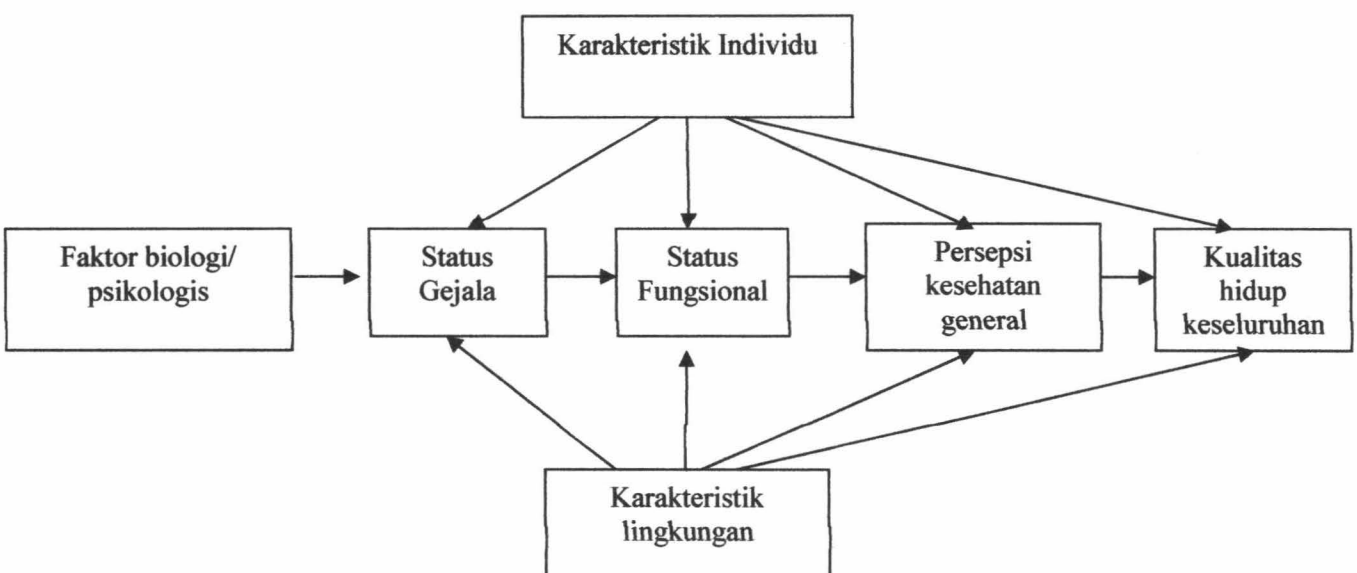 Karakteristik Individu
Faktor biologi/
psikologis
Status
Gejala
Status
Fungsional
Persepsi
kesehatan
general
Kualitas
hidup
keseluruhan
Karakteristik
lingkungan